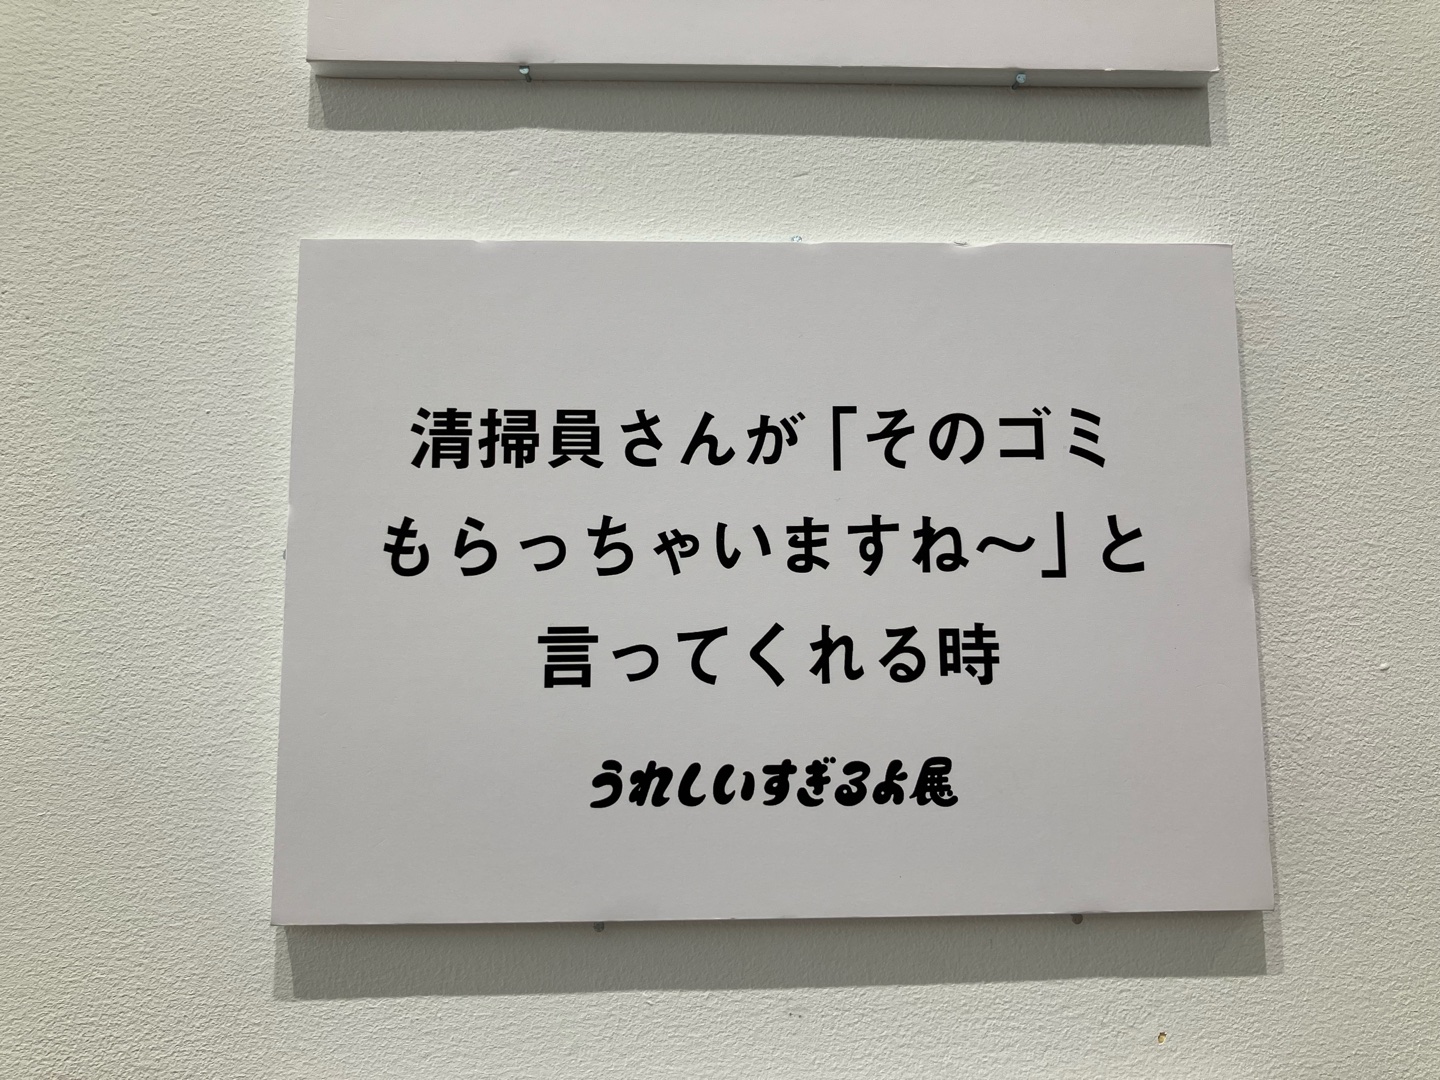 清掃員さんが「そのゴミ
もらっちゃいますね〜」と
言ってくれる時
うれしいすぎるよ展